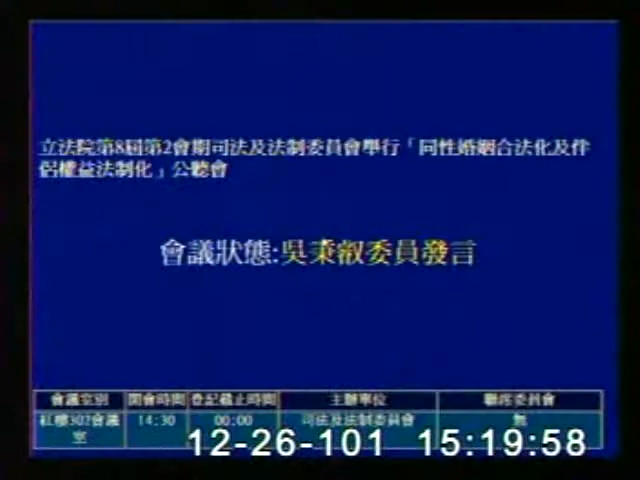 立法院第8屆第2會期司法及法制委員會舉行「同性婚姻合法化及伴
侶權益法制化」公聽會
會議狀態:吳秉叡委員發言
會議室別 開會時間 登記截止時間 主辦單位 聯席委員會
紅樓302會議 14:30 00:00 司法及法制委員會 無
室
12-26-101 15:19:58